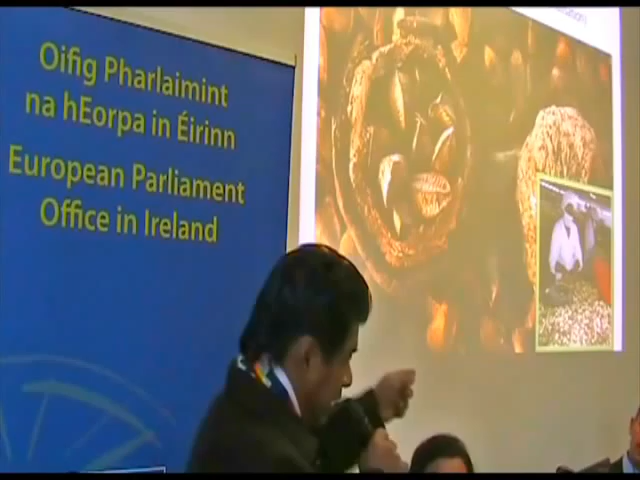 Oifig Pharlaimint
na hEorpa in Éirinn
European Parliament
Office in Ireland